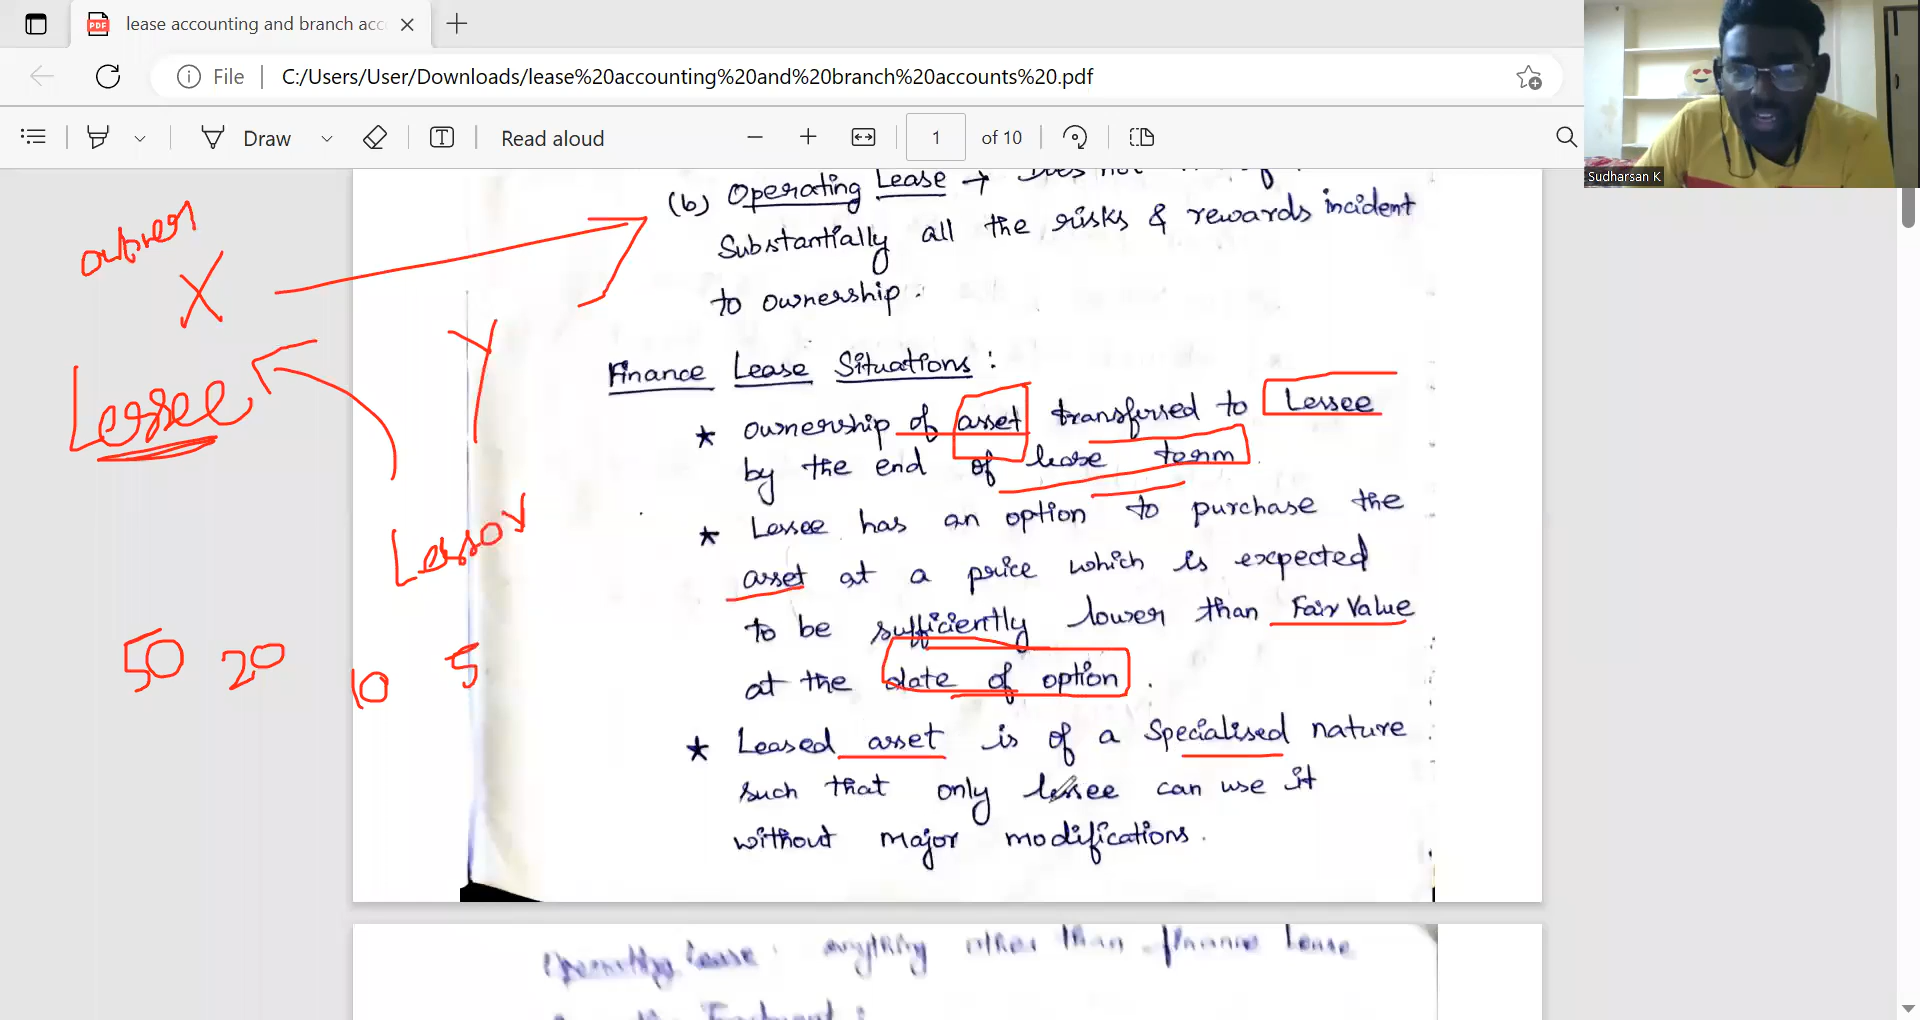 lease accounting and branch acc
File
C:/Users/User/Downloads/lease%20accounting%20and%20branch%20accounts%20.pdf
Draw
Read aloud
1 of 10
Sudharsan K
(b) Operating Lease → Does not
Substantially all the risks & rewards incident
to ownership.
owner
X
Y
Lessee
Lessor
50 20 10 5
Finance Lease Situations :
* ownership of asset transferred to Lessee
by the end of lease term.
* Lessee has an option to purchase the
asset at a price which is expected
to be sufficiently lower than Fair Value
at the date of option.
* Leased asset is of a Specialised nature
such that only lessee can use it
without major modifications.
Operating Lease : anything other than finance Lease